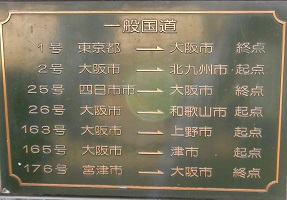 一般国道
1号 東京都 → 大阪市 終点
2号 大阪市 → 北九州市 起点
25号 四日市市 → 大阪市 終点
26号 大阪市 → 和歌山市 起点
163号 大阪市 → 上野市 起点
165号 大阪市 → 津市 起点
176号 宮津市 → 大阪市 終点